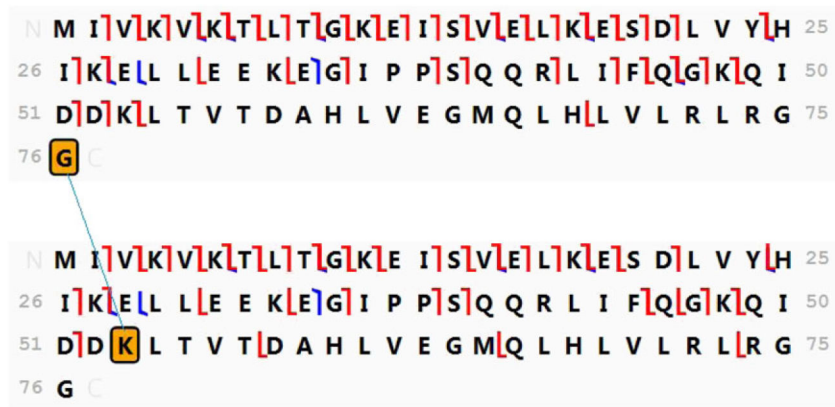 N M I V K V K T L T G K E I S V E L K E S D L V Y H 25
26 I K E L L E E K E G I P P S Q Q R L I F Q G K Q I 50
51 D D K L T V T D A H L V E G M Q L H L V L R L R G 75
76 G C
N M I V K V K T L T G K E I S V E L K E S D L V Y H 25
26 I K E L L E E K E G I P P S Q Q R L I F Q G K Q I 50
51 D D K L T V T D A H L V E G M Q L H L V L R L R G 75
76 G C